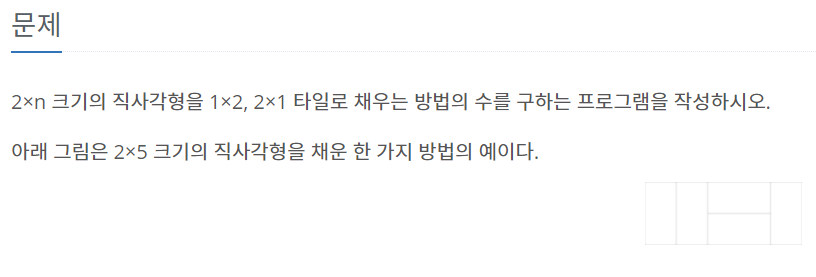 문제
2×n 크기의 직사각형을 1×2, 2×1 타일로 채우는 방법의 수를 구하는 프로그램을 작성하시오.
아래 그림은 2×5 크기의 직사각형을 채운 한 가지 방법의 예이다.